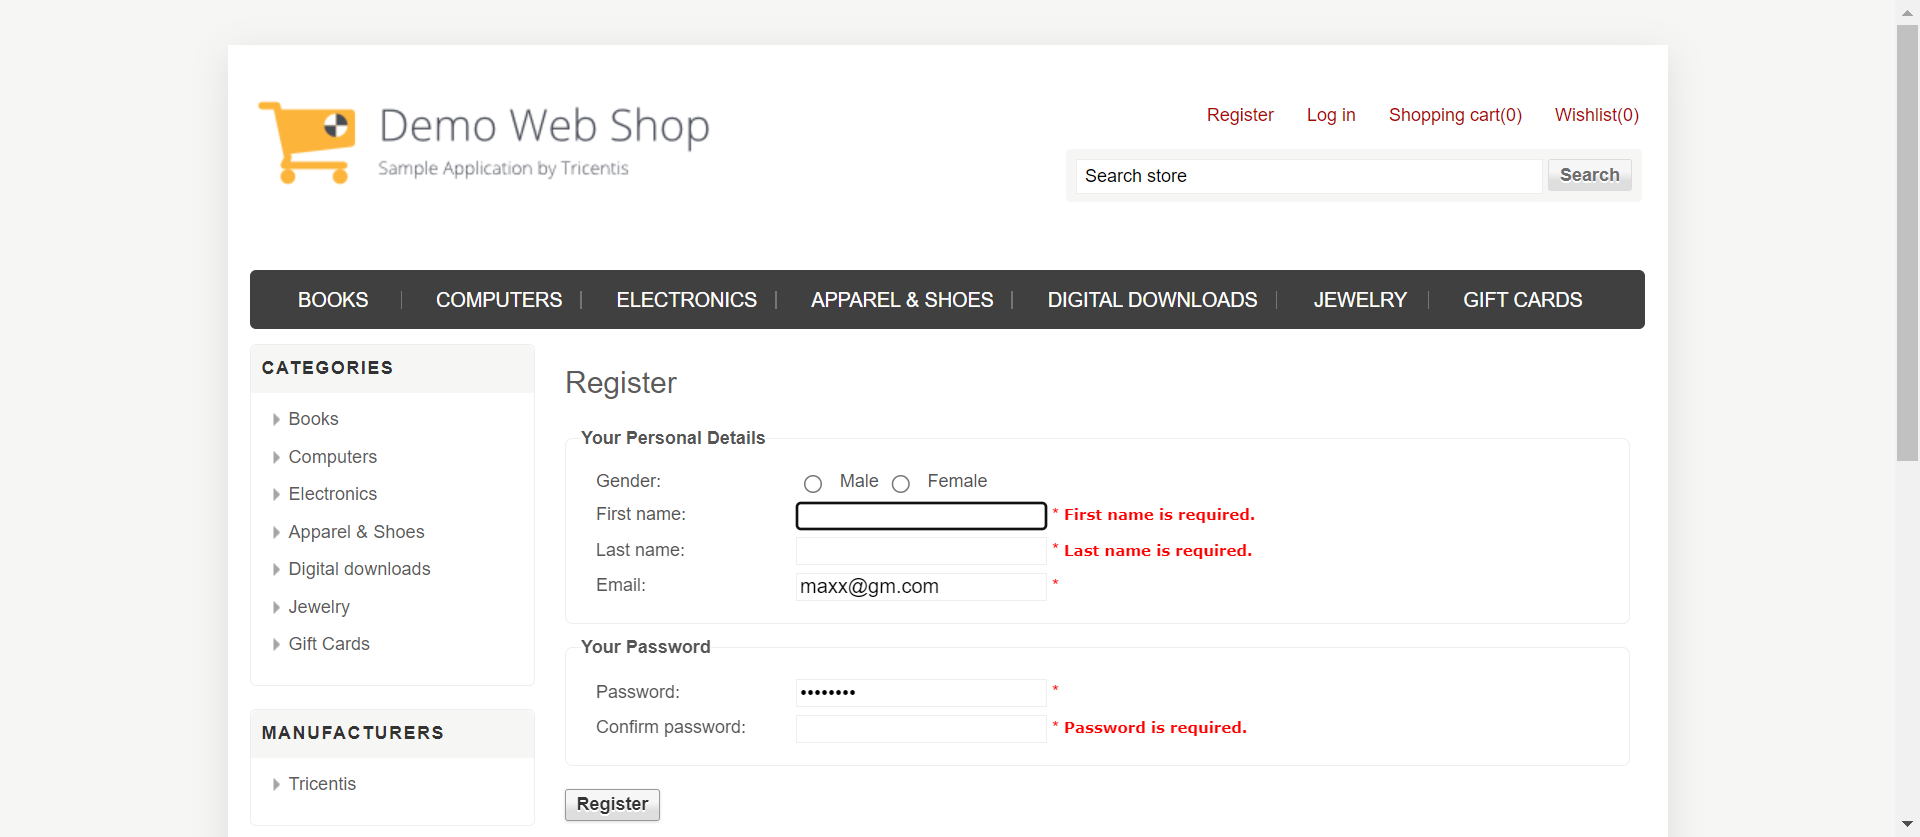 Demo Web Shop
Sample Application by Tricentis
Register Log in Shopping cart(0) Wishlist(0)
Search store Search
BOOKS COMPUTERS ELECTRONICS APPAREL & SHOES DIGITAL DOWNLOADS JEWELRY GIFT CARDS
CATEGORIES
Books
Computers
Electronics
Apparel & Shoes
Digital downloads
Jewelry
Gift Cards
MANUFACTURERS
Tricentis
Register
Your Personal Details
Gender: Male Female
First name: * First name is required.
Last name: * Last name is required.
Email: maxx@gm.com *
Your Password
Password: •••••••• *
Confirm password: * Password is required.
Register